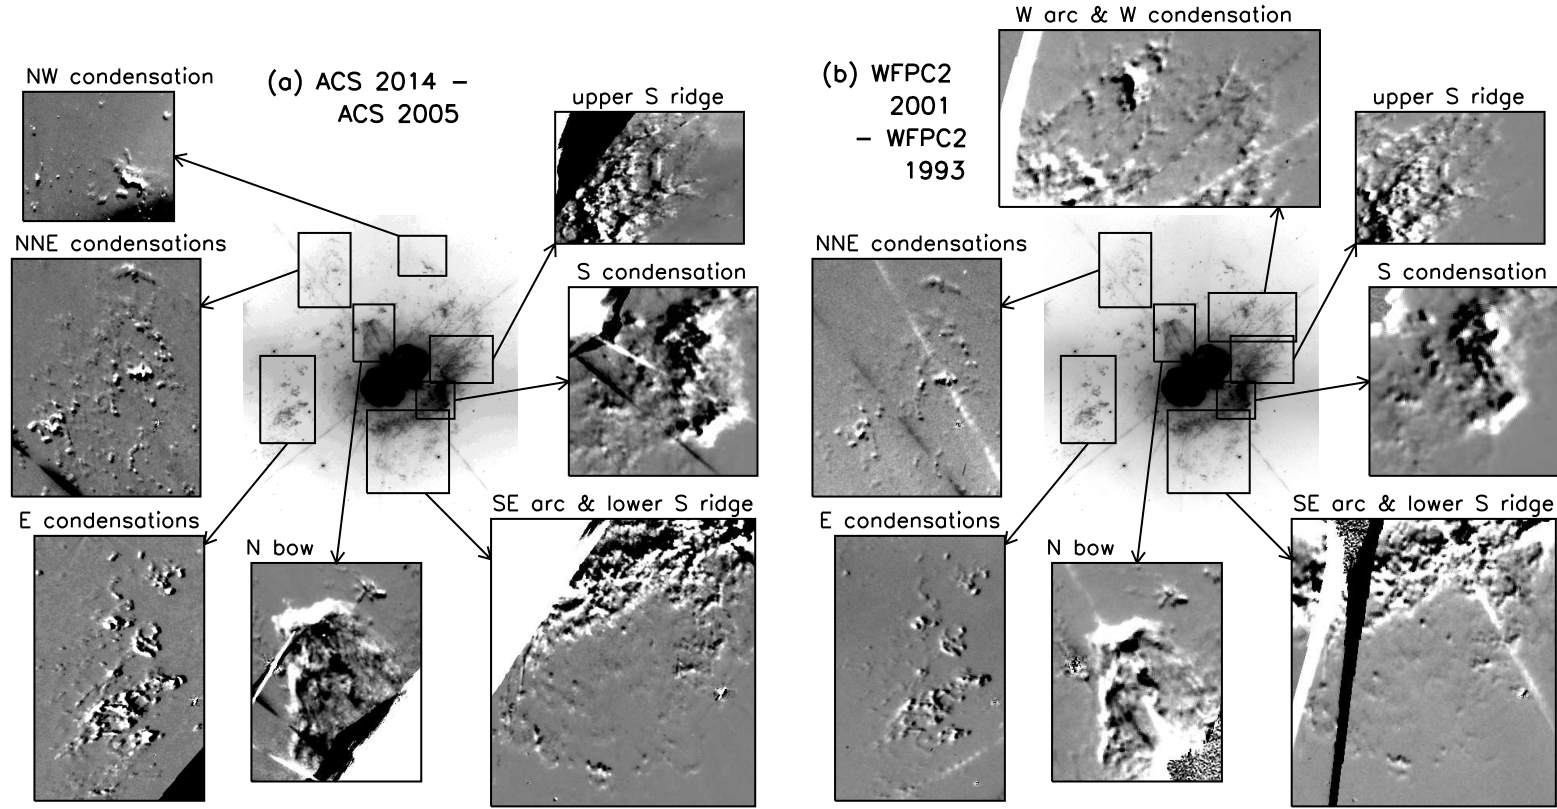 (a) ACS 2014 –
ACS 2005
NW condensation
upper S ridge
NNE condensations
S condensation
E condensations
N bow
SE arc & lower S ridge
(b) WFPC2
2001
– WFPC2
1993
W arc & W condensation
upper S ridge
NNE condensations
S condensation
E condensations
N bow
SE arc & lower S ridge